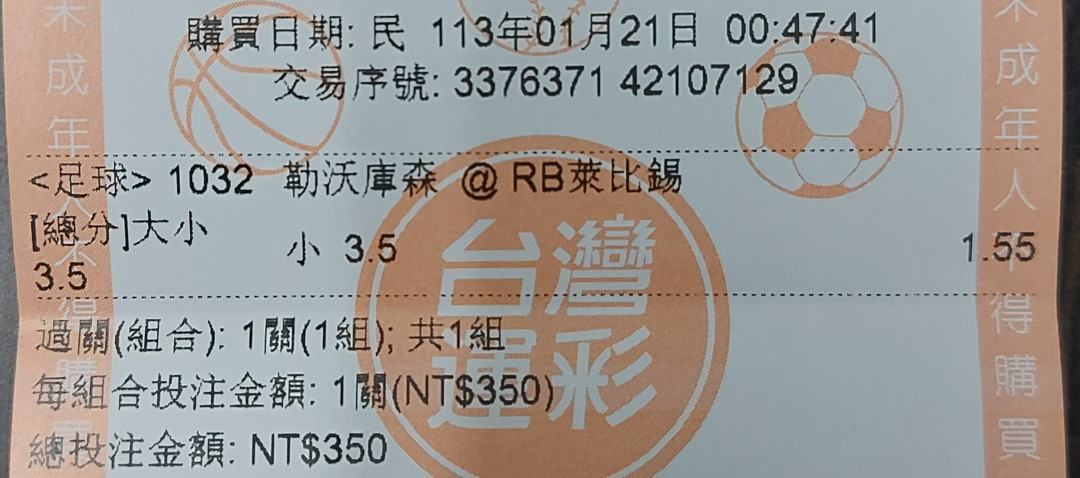 購買日期: 民 113年01月21日 00:47:41
交易序號: 3376371 42107129
<足球> 1032 勒沃庫森 @ RB萊比錫
[總分]大小 3.5 小 3.5 1.55
過關(組合): 1關(1組); 共1組
每組合投注金額: 1關(NT$350)
總投注金額: NT$350
台灣
運彩
未成年人不得購買
未成年人不得購買